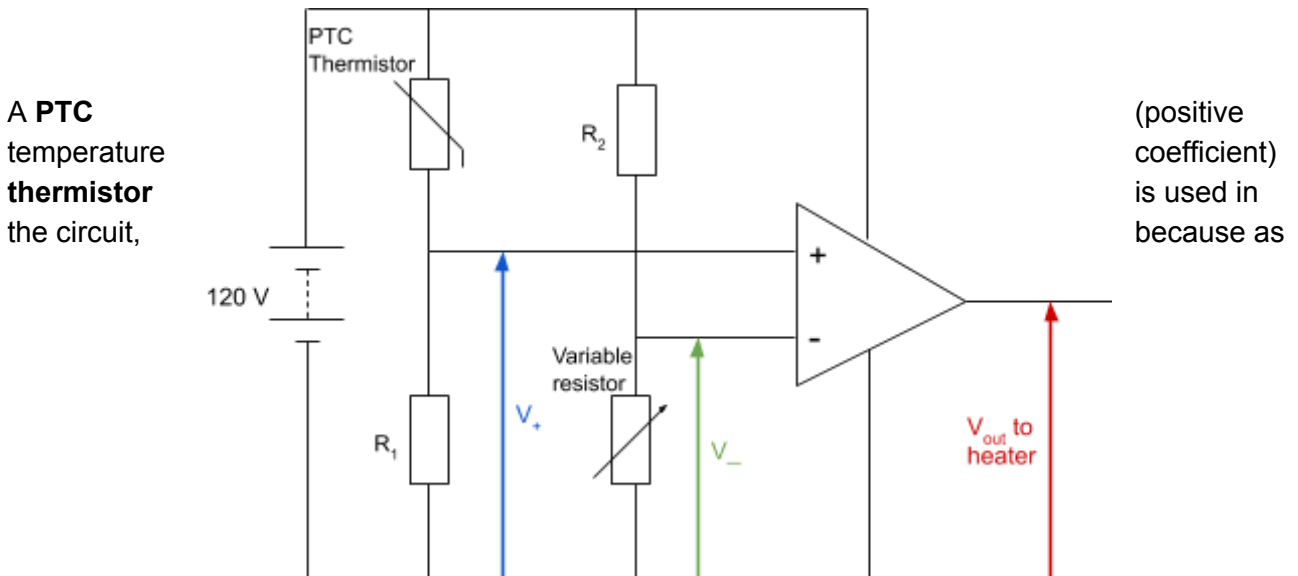 PTC
Thermistor
A PTC (positive
temperature coefficient)
thermistor is used in
the circuit, because as
R2
+
120 V
-
Variable
resistor
V+
R1
V_
Vout to
heater